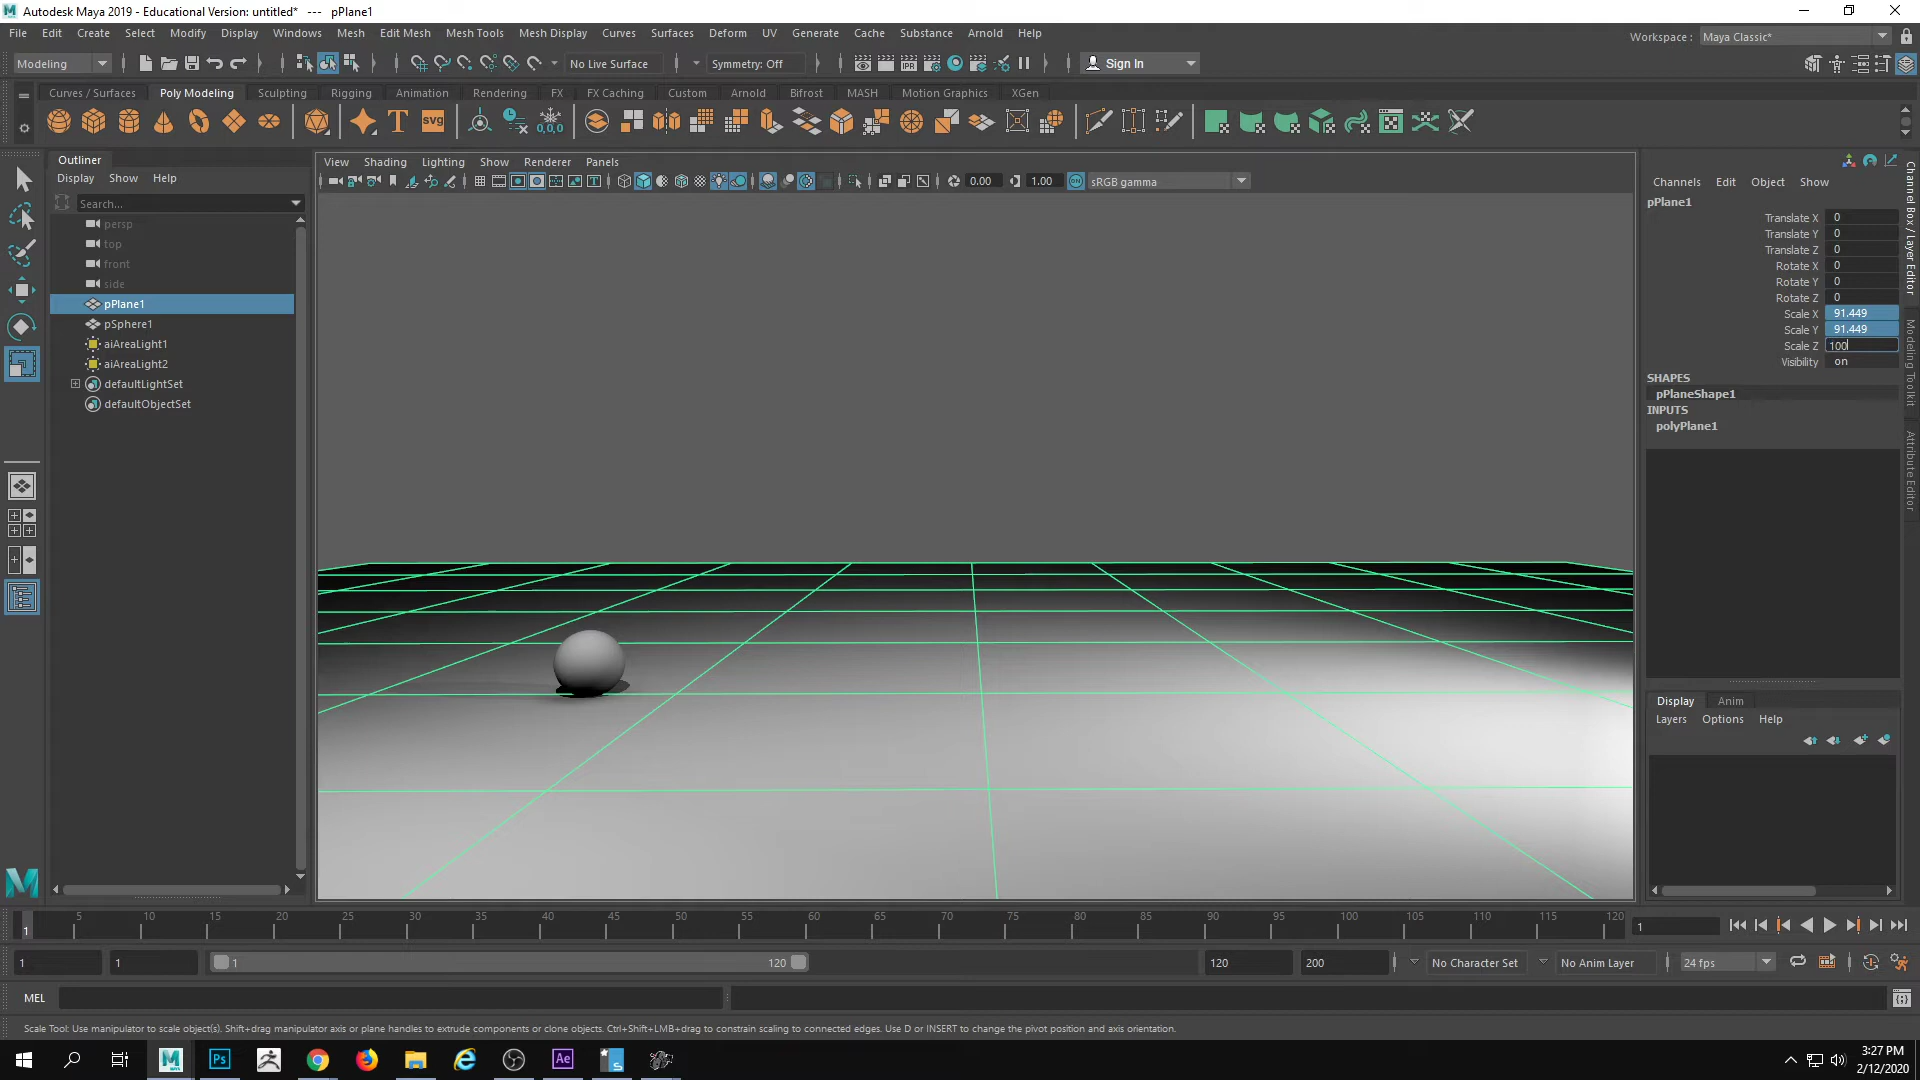 Autodesk Maya 2019 - Educational Version: untitled* --- pPlane1
File Edit Create Select Modify Display Windows Mesh Edit Mesh Mesh Tools Mesh Display Curves Surfaces Deform UV Generate Cache Substance Arnold Help
Workspace : Maya Classic*
Modeling No Live Surface Symmetry: Off Sign In
Curves / Surfaces Poly Modeling Sculpting Rigging Animation Rendering FX FX Caching Custom Arnold Bifrost MASH Motion Graphics XGen
T SVG 0,0,0
Outliner
Display Show Help
Search...
persp
top
front
side
pPlane1
pSphere1
aiAreaLight1
aiAreaLight2
defaultLightSet
defaultObjectSet
View Shading Lighting Show Renderer Panels
0.00 1.00 ON sRGB gamma
Channels Edit Object Show
pPlane1
Translate X 0
Translate Y 0
Translate Z 0
Rotate X 0
Rotate Y 0
Rotate Z 0
Scale X 91.449
Scale Y 91.449
Scale Z 100
Visibility on
SHAPES
pPlaneShape1
INPUTS
polyPlane1
Channel Box / Layer Editor
Modeling Toolkit
Attribute Editor
Display Anim
Layers Options Help
5 10 15 20 25 30 35 40 45 50 55 60 65 70 75 80 85 90 95 100 105 110 115 120
1 1
1 1 1 120 120 200 No Character Set No Anim Layer 24 fps
MEL
Scale Tool: Use manipulator to scale object(s). Shift+drag manipulator axis or plane handles to extrude components or clone objects. Ctrl+Shift+LMB+drag to constrain scaling to connected edges. Use D or INSERT to change the pivot position and axis orientation.
M MAYA Ps Ae S
3:27 PM
2/12/2020